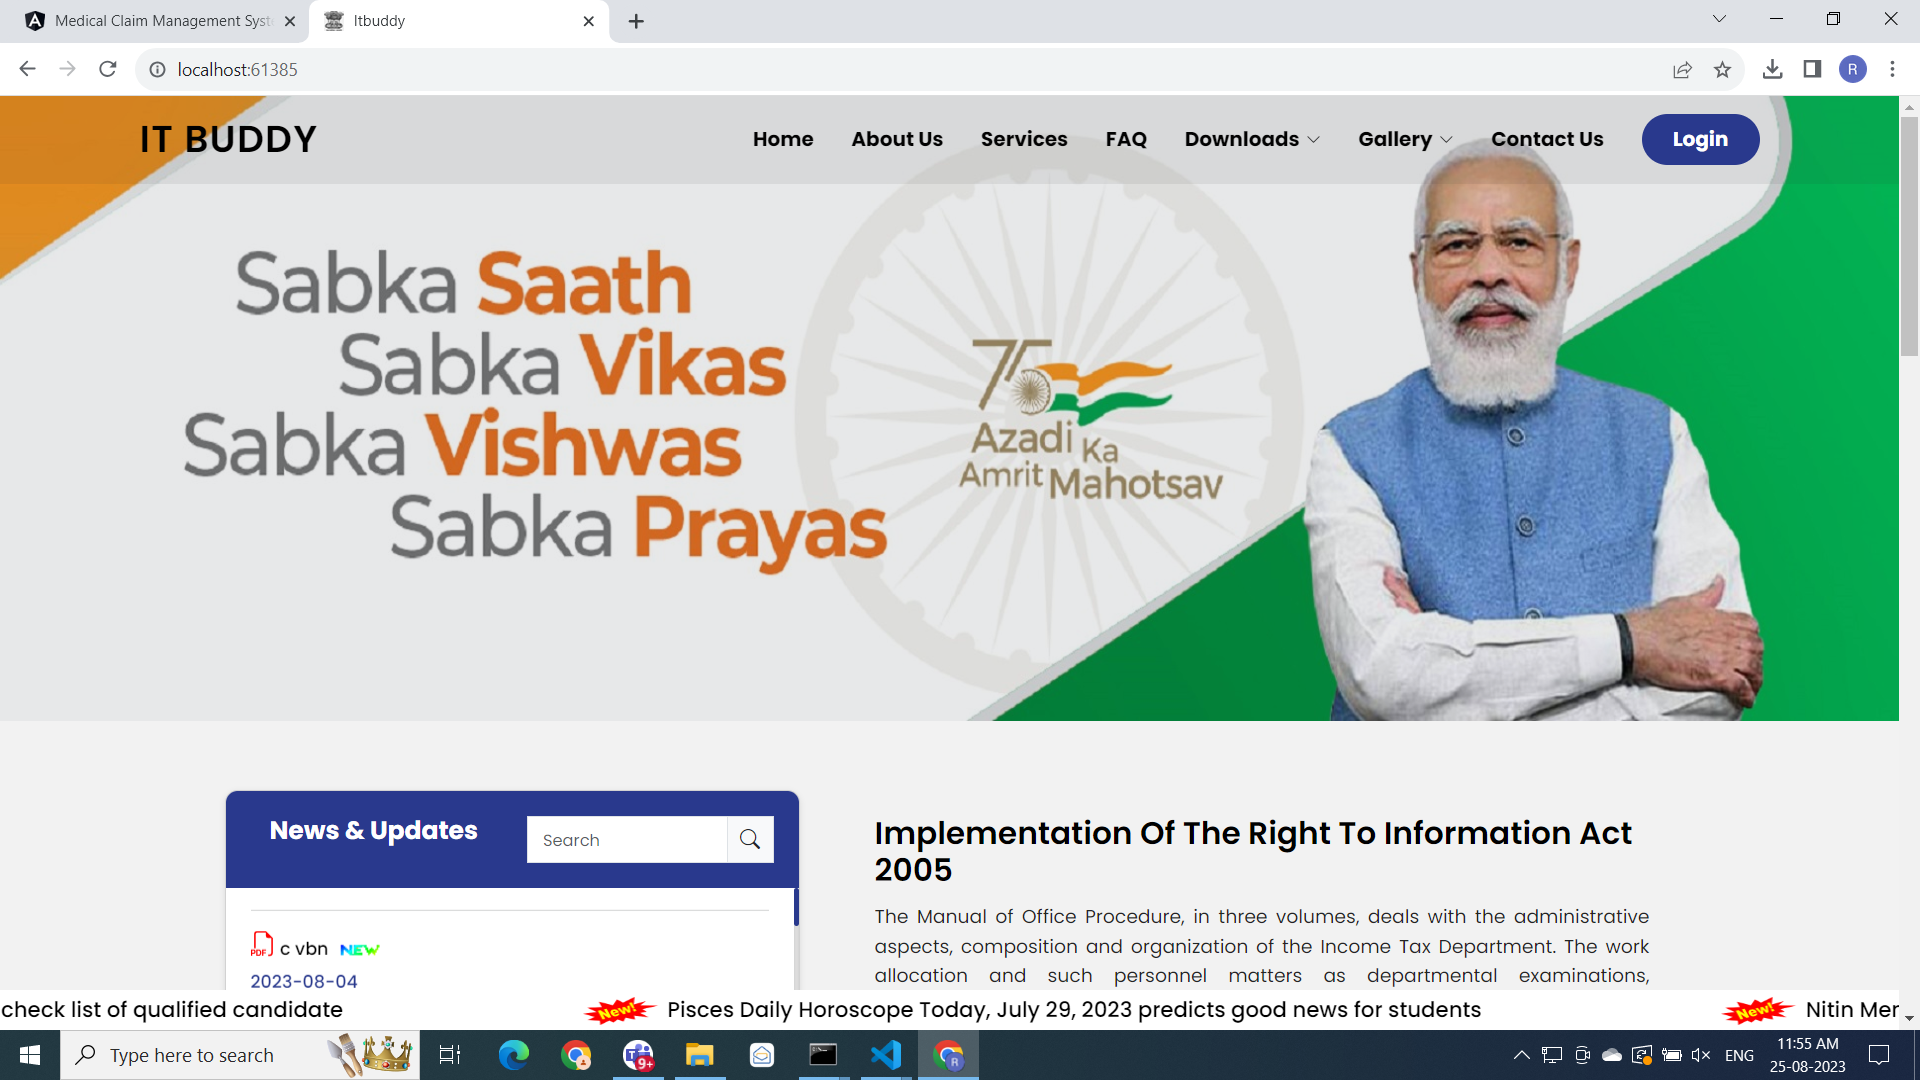 Medical Claim Management Syst
Itbuddy
localhost:61385
R
IT BUDDY
Home
About Us
Services
FAQ
Downloads
Gallery
Contact Us
Login
Sabka Saath
Sabka Vikas
Sabka Vishwas
Sabka Prayas
75
Azadi Ka
Amrit Mahotsav
News & Updates
Search
Implementation Of The Right To Information Act
2005
The Manual of Office Procedure, in three volumes, deals with the administrative
aspects, composition and organization of the Income Tax Department. The work
allocation and such personnel matters as departmental examinations,
PDF c vbn NEW
2023-08-04
check list of qualified candidate New! Pisces Daily Horoscope Today, July 29, 2023 predicts good news for students New! Nitin Mer
Type here to search
9+
R
ENG
11:55 AM
25-08-2023